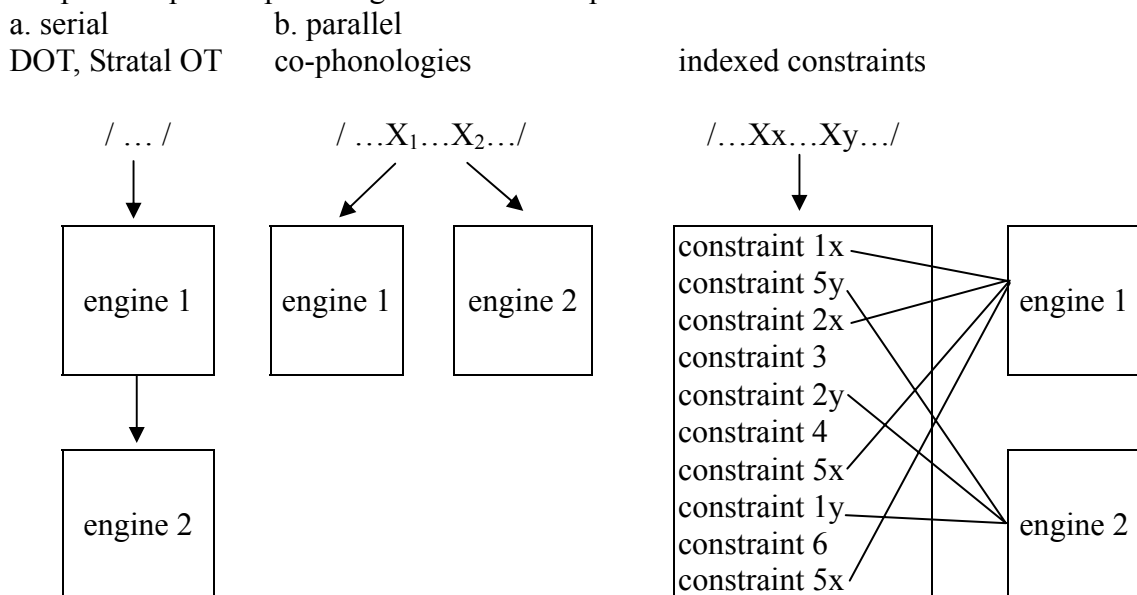 a. serial b. parallel
DOT, Stratal OT co-phonologies indexed constraints
/ … / / …X₁…X₂…/ /…Xx…Xy…/
constraint 1x
constraint 5y
engine 1 engine 1 engine 2 engine 1
constraint 2x
constraint 3
constraint 2y
constraint 4
constraint 5x
constraint 1y
engine 2 engine 2
constraint 6
constraint 5x